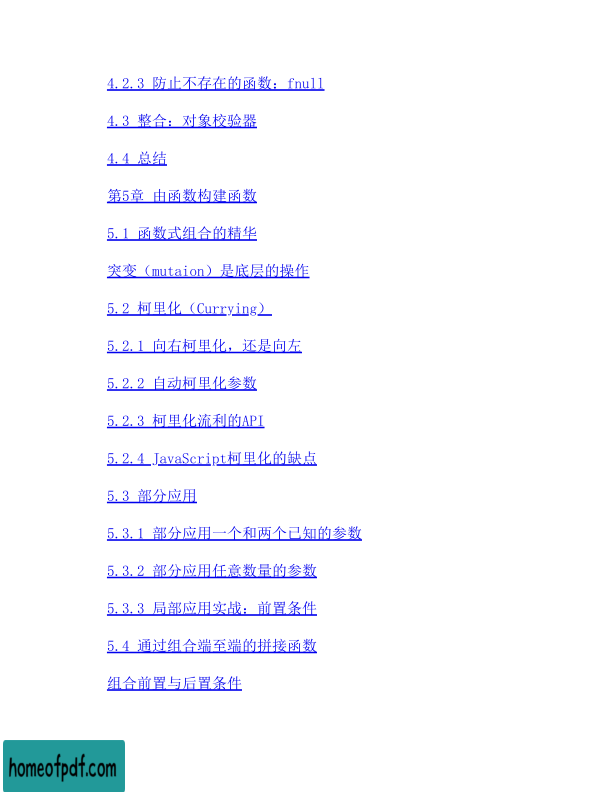 4.2.3 防止不存在的函数：fnull
4.3 整合：对象校验器
4.4 总结
第5章 由函数构建函数
5.1 函数式组合的精华
突变（mutaion）是底层的操作
5.2 柯里化（Currying）
5.2.1 向右柯里化，还是向左
5.2.2 自动柯里化参数
5.2.3 柯里化流利的API
5.2.4 JavaScript柯里化的缺点
5.3 部分应用
5.3.1 部分应用一个和两个已知的参数
5.3.2 部分应用任意数量的参数
5.3.3 局部应用实战：前置条件
5.4 通过组合端至端的拼接函数
组合前置与后置条件
homeofpdf.com